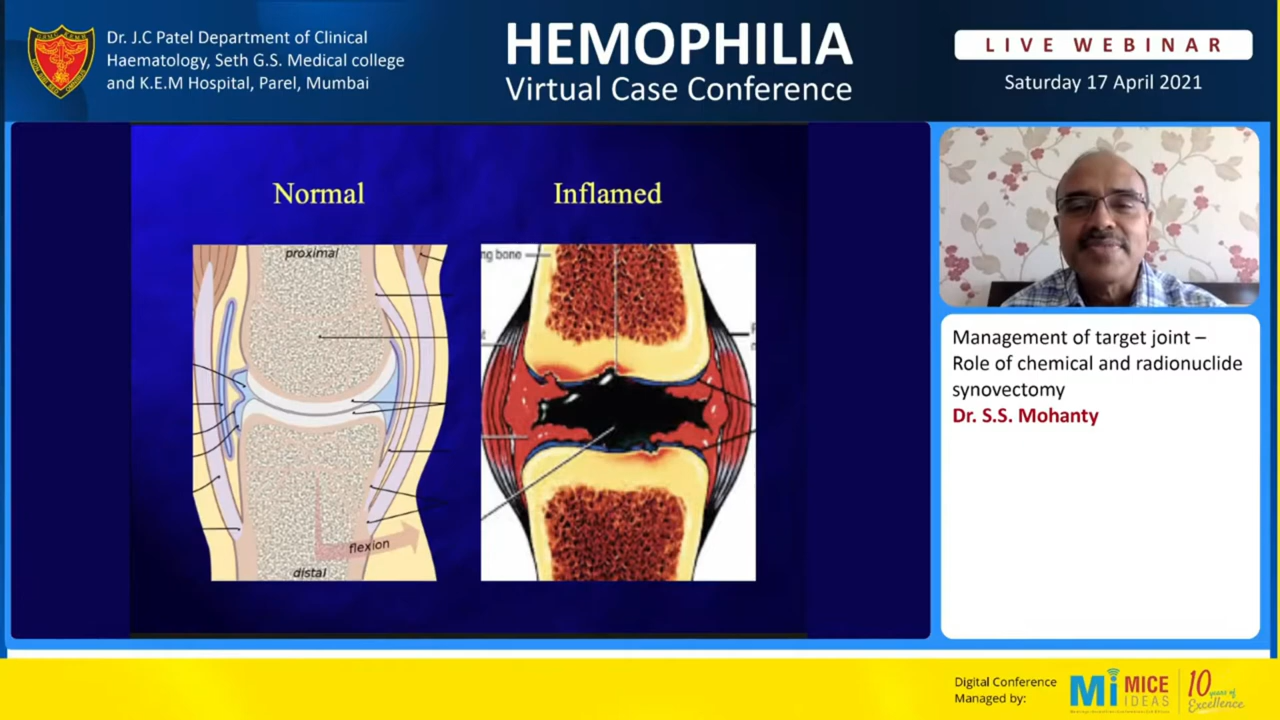 Dr. J.C Patel Department of Clinical
Haematology, Seth G.S. Medical college
and K.E.M Hospital, Parel, Mumbai
HEMOPHILIA
Virtual Case Conference
LIVE WEBINAR
Saturday 17 April 2021
Normal
Inflamed
proximal
flexion
distal
ng bone
Management of target joint –
Role of chemical and radionuclide
synovectomy
Dr. S.S. Mohanty
Digital Conference
Managed by:
Mi MICE
IDEAS
10 years of
Excellence